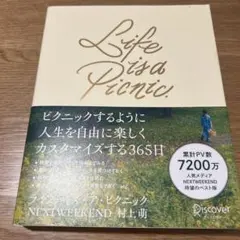 Life
is a
Picnic.
ピクニックするように
人生を自由に楽しく
カスタマイズする365日
累計PV数
7200万
人気メディア
NEXTWEEKEND
待望のベスト版
ライフイズア・ピクニック
NEXTWEEKEND 村上萌
Discover